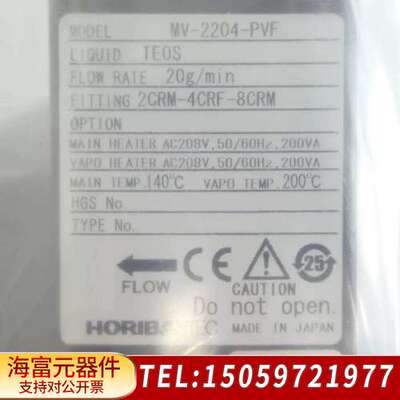 MODEL MV-2204-PVF
LIQUID TEOS
FLOW RATE 20g/min
FITTING 2CRM-4CRF-8CRM
OPTION
MAIN HEATER AC208V,50/60Hz,200VA
VAPO HEATER AC208V,50/60Hz,200VA
MAIN TEMP.140°C VAPO TEMP.200°C
HGS No
TYPE No.
CE 25
FLOW CAUTION
Do not open.
HORIBA STEC MADE IN JAPAN
海富元器件
支持对公开票
TEL:15059721977